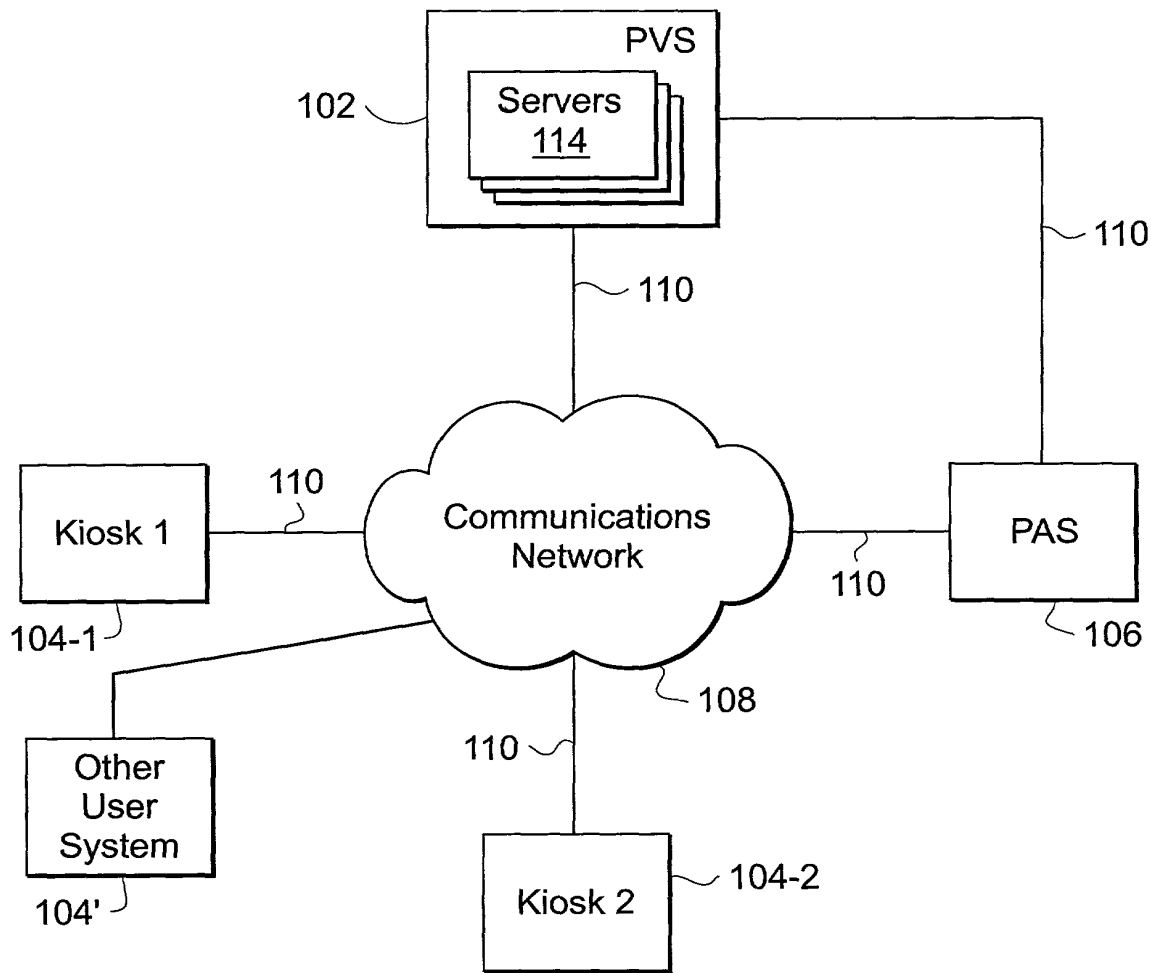 PVS
Servers
114
102
110
110
Communications
Network
Kiosk 1
110
104-1
PAS
110
106
108
Other
User
System
104'
110
Kiosk 2
104-2